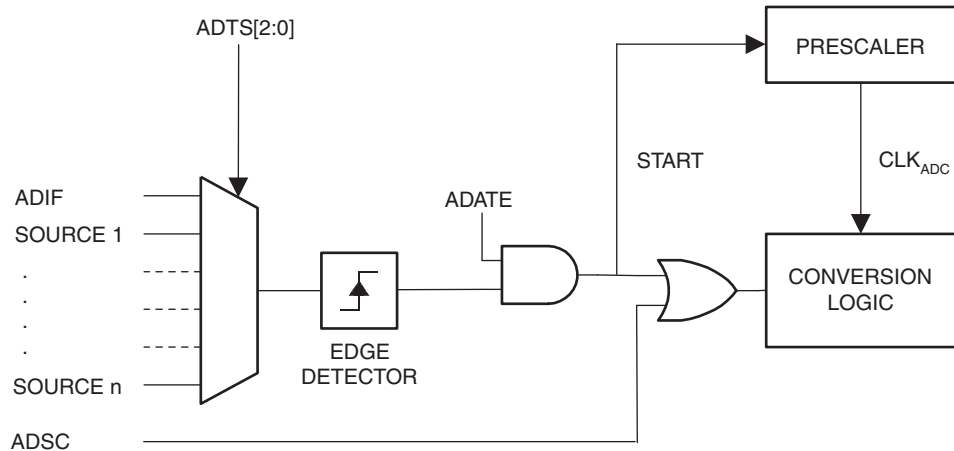 ADTS[2:0]
PRESCALER
START
CLKADC
ADIF
ADATE
SOURCE 1
.
.
.
.
CONVERSION
LOGIC
EDGE
DETECTOR
SOURCE n
ADSC